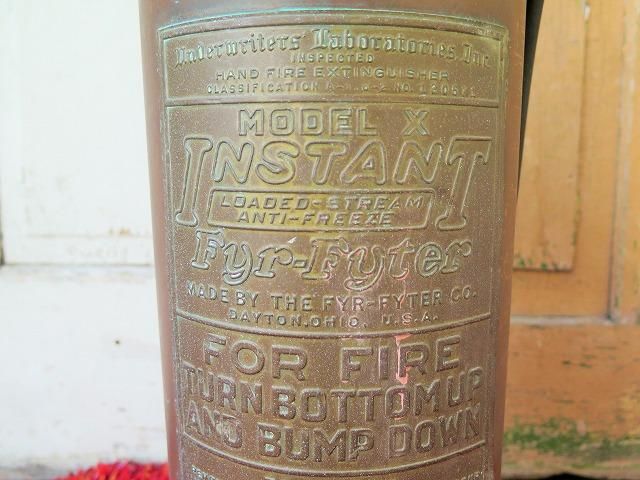 Underwriters' Laboratories, Inc.
INSPECTED
HAND FIRE EXTINGUISHER
MODEL X
INSTANT
LOADED-STREAM
ANTI-FREEZE
Fyr-Fyter
MADE BY THE FYR-FYTER CO.
DAYTON, OHIO, U.S.A.
FOR FIRE
TURN BOTTOM UP
AND BUMP DOWN